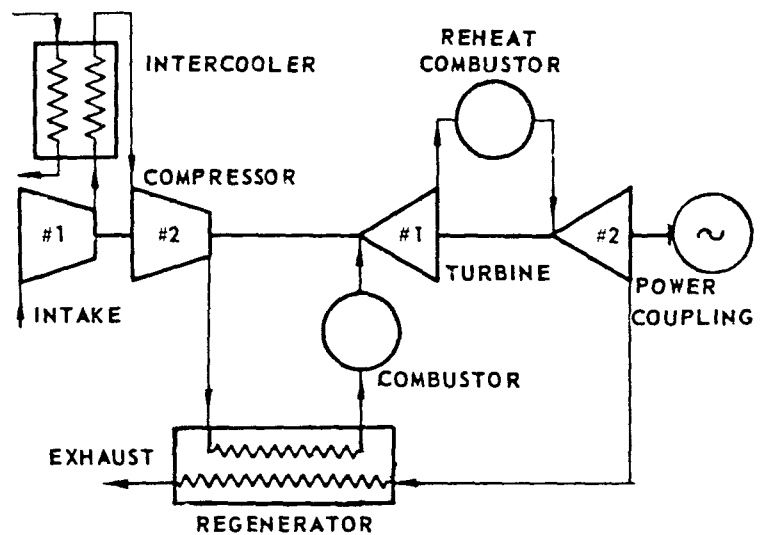 REHEAT
COMBUSTOR
INTERCOOLER
COMPRESSOR
#1
#2
#1
#2
~
TURBINE
INTAKE
POWER
COUPLING
COMBUSTOR
EXHAUST
REGENERATOR